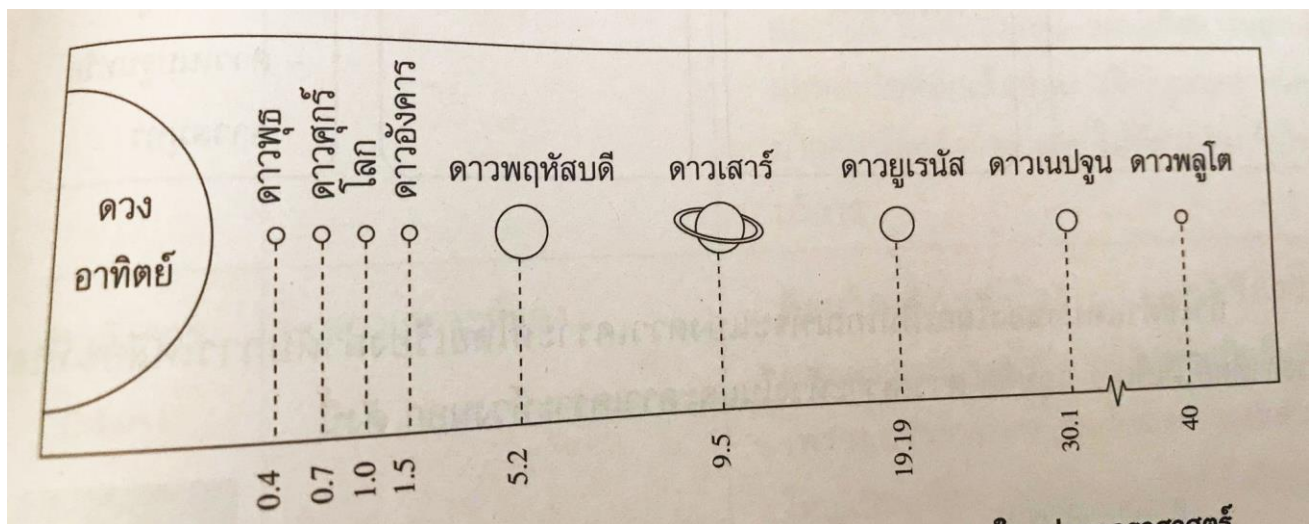 ดวง
อาทิตย์
ดาวพุธ
ดาวศุกร์
โลก
ดาวอังคาร
ดาวพฤหัสบดี
ดาวเสาร์
ดาวยูเรนัส
ดาวเนปจูน
ดาวพลูโต
0.4
0.7
1.0
1.5
5.2
9.5
19.19
30.1
40